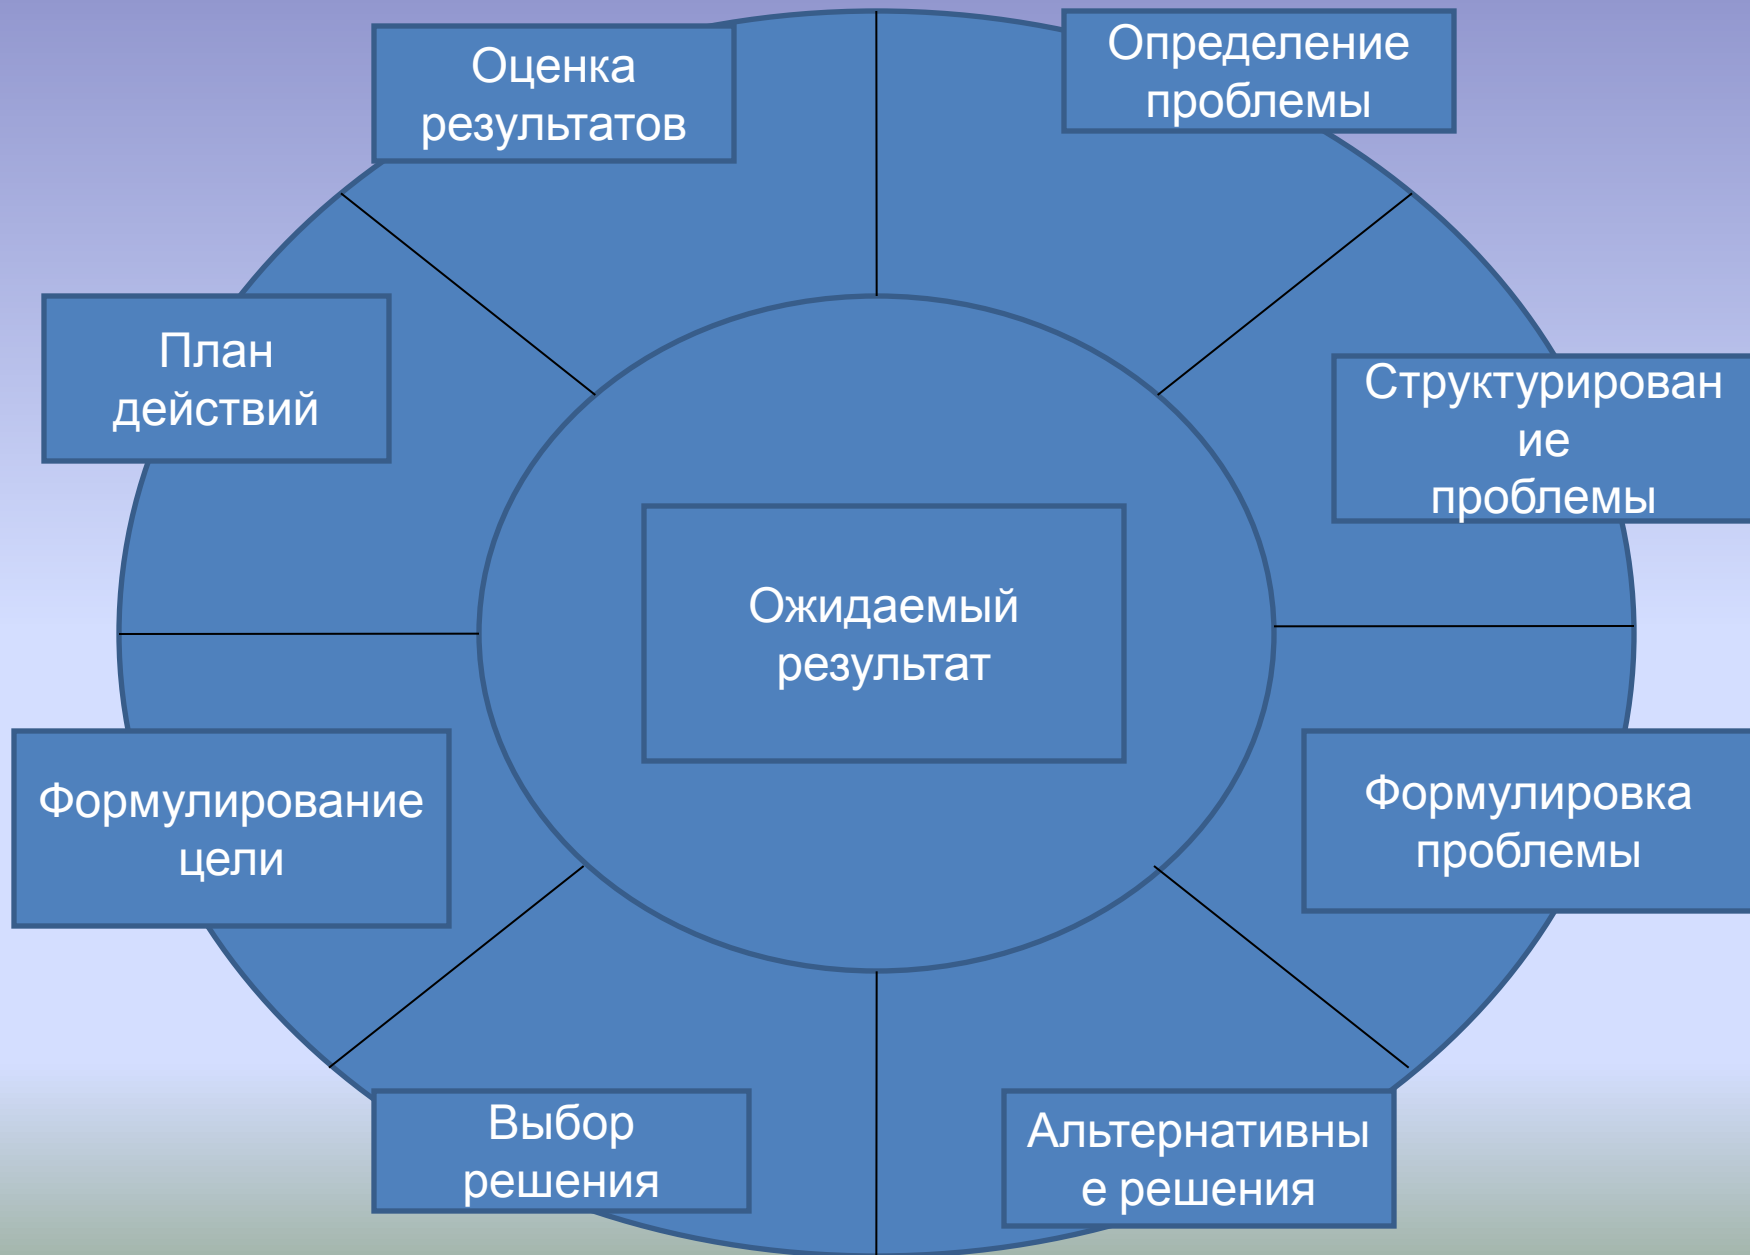 Оценка
результатов
Определение
проблемы
План
действий
Структурирован
ие
проблемы
Ожидаемый
результат
Формулирование
цели
Формулировка
проблемы
Выбор
решения
Альтернативны
е решения